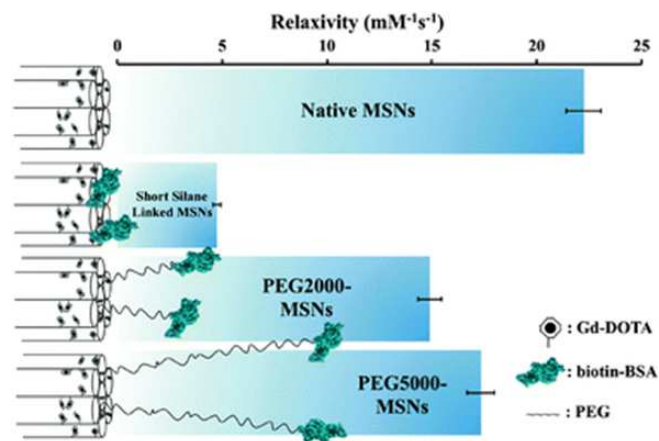 Relaxivity (mM⁻¹s⁻¹)
0 5 10 15 20 25
Native MSNs
Short Silane
Linked MSNs
PEG2000-
MSNs
PEG5000-
MSNs
: Gd-DOTA
: biotin-BSA
: PEG